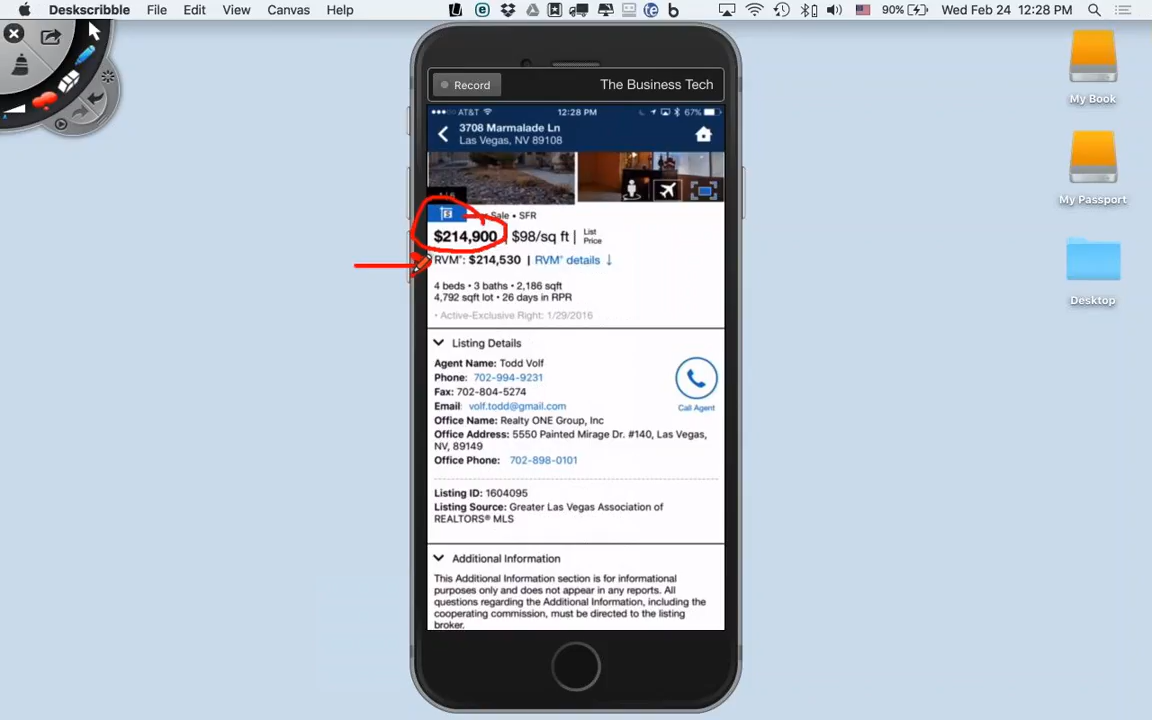 Deskscribble File Edit View Canvas Help 90% Wed Feb 24 12:28 PM
My Book
My Passport
Desktop
Record The Business Tech
AT&T 12:28 PM 67%
3708 Marmalade Ln
Las Vegas, NV 89108
Sale • SFR
$214,900 | $98/sq ft | List Price
RVM®: $214,530 | RVM® details ↓
4 beds • 3 baths • 2,186 sqft
4,792 sqft lot • 26 days in RPR
• Active-Exclusive Right: 1/29/2016
Listing Details
Agent Name: Todd Volf
Phone: 702-994-9231
Fax: 702-804-5274
Email: volf.todd@gmail.com
Call Agent
Office Name: Realty ONE Group, Inc
Office Address: 5550 Painted Mirage Dr. #140, Las Vegas,
NV, 89149
Office Phone: 702-898-0101
Listing ID: 1604095
Listing Source: Greater Las Vegas Association of
REALTORS® MLS
Additional Information
This Additional Information section is for informational
purposes only and does not appear in any reports. All
questions regarding the Additional Information, including the
cooperating commission, must be directed to the listing
broker.